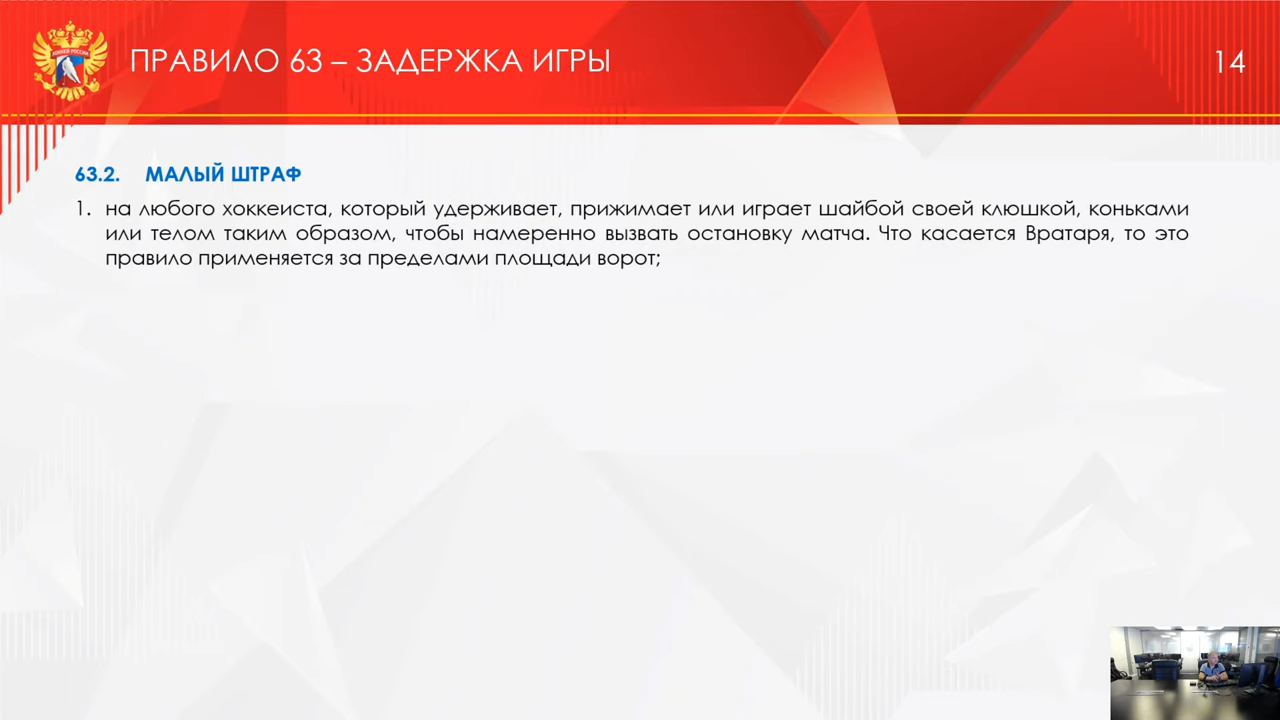 ПРАВИЛО 63 – ЗАДЕРЖКА ИГРЫ
14
63.2. МАЛЫЙ ШТРАФ
1. на любого хоккеиста, который удерживает, прижимает или играет шайбой своей клюшкой, коньками
или телом таким образом, чтобы намеренно вызвать остановку матча. Что касается Вратаря, то это
правило применяется за пределами площади ворот;